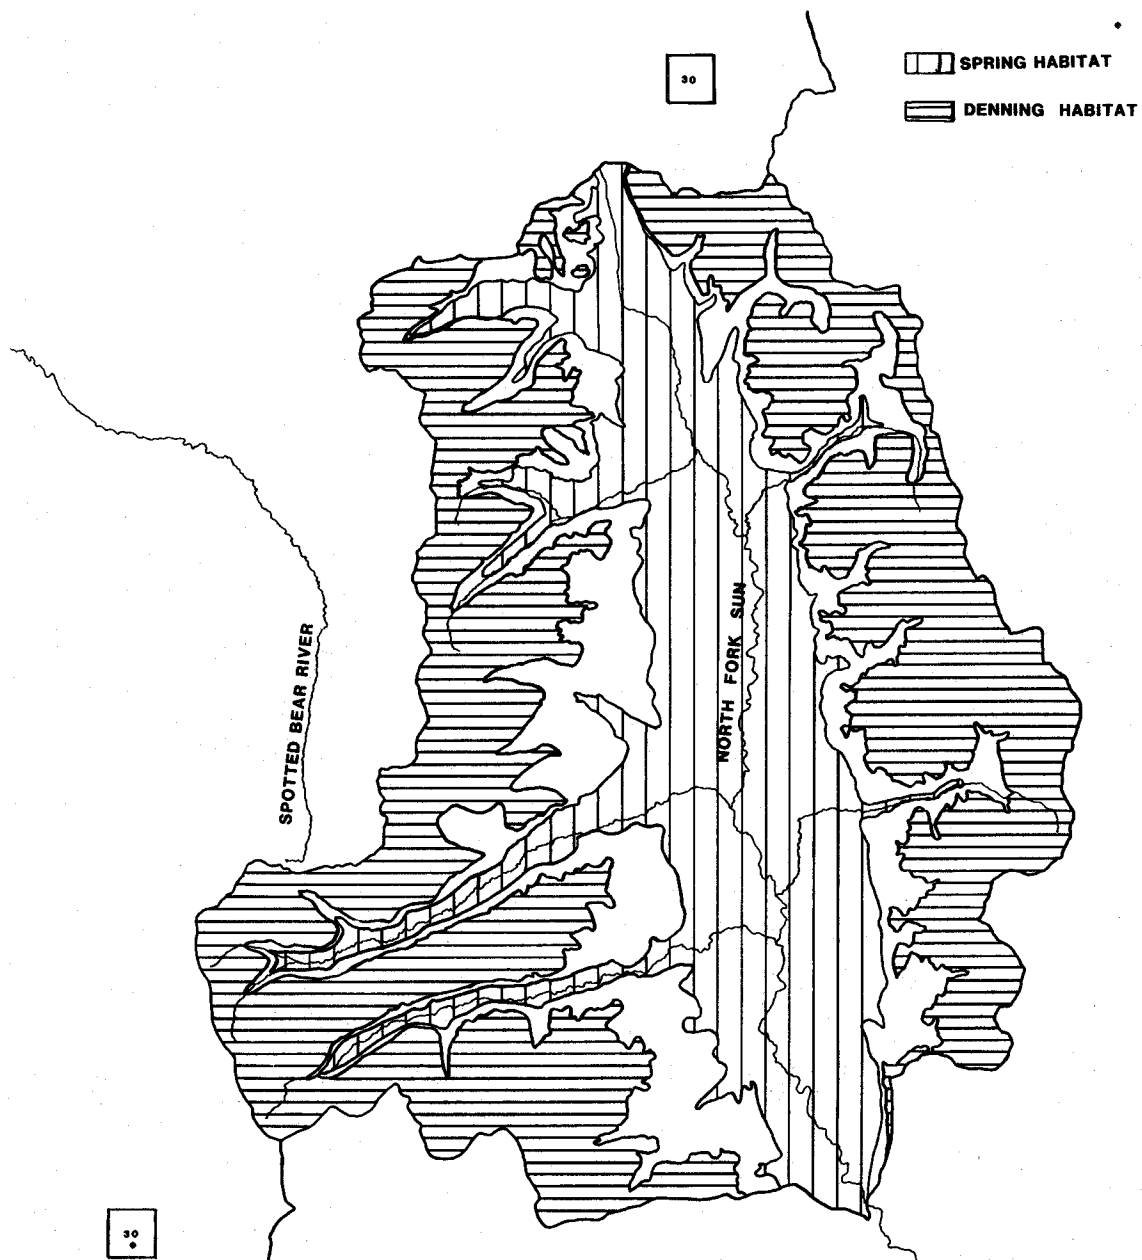 30
SPRING HABITAT
DENNING HABITAT
NORTH FORK SUN
SPOTTED BEAR RIVER
30